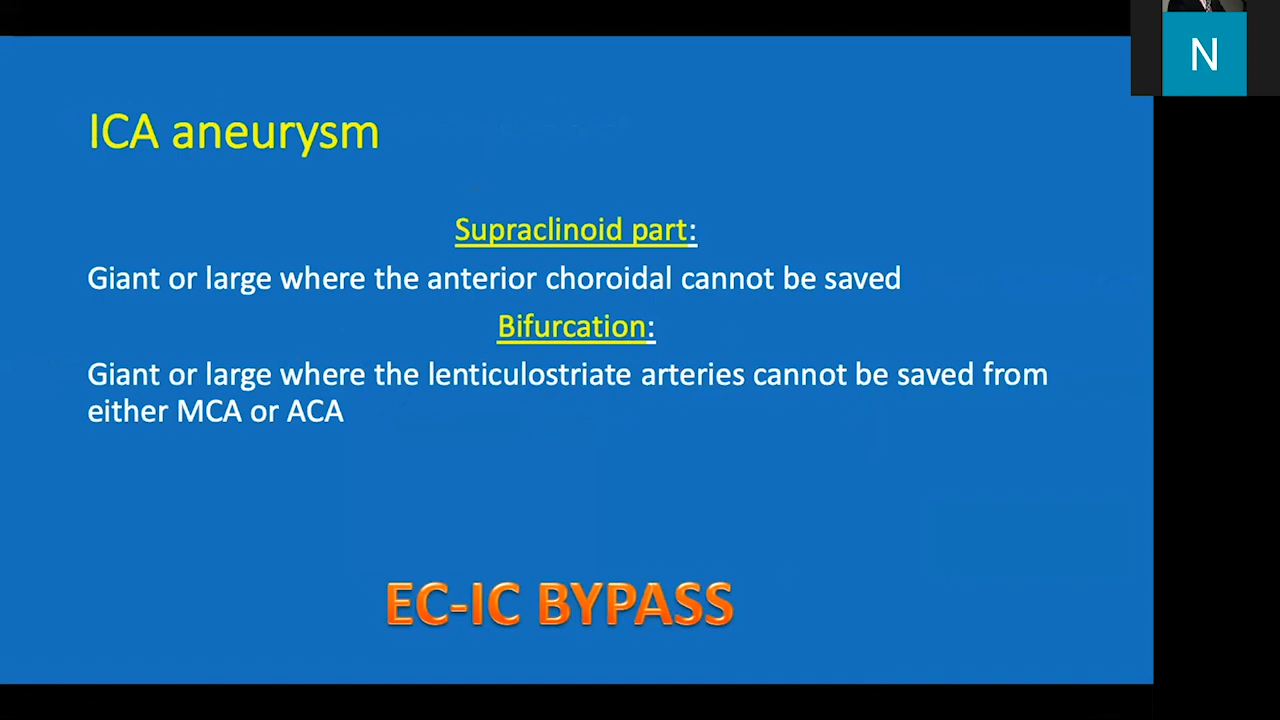 N
ICA aneurysm
Supraclinoid part:
Giant or large where the anterior choroidal cannot be saved
Bifurcation:
Giant or large where the lenticulostriate arteries cannot be saved from
either MCA or ACA
EC-IC BYPASS